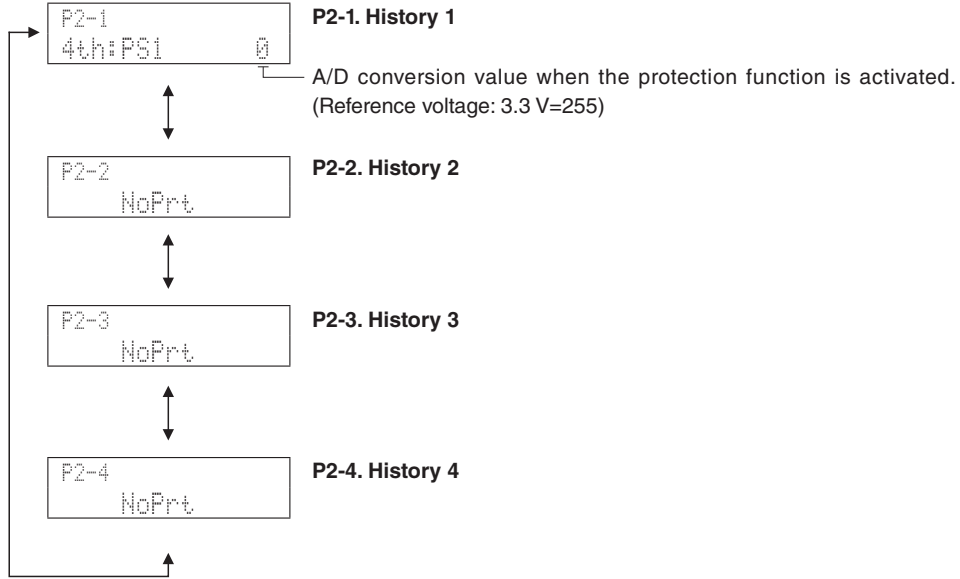 P2-1
4th:PS1 0
P2-1. History 1
A/D conversion value when the protection function is activated.
(Reference voltage: 3.3 V=255)
P2-2
NoPrt
P2-2. History 2
P2-3
NoPrt
P2-3. History 3
P2-4
NoPrt
P2-4. History 4